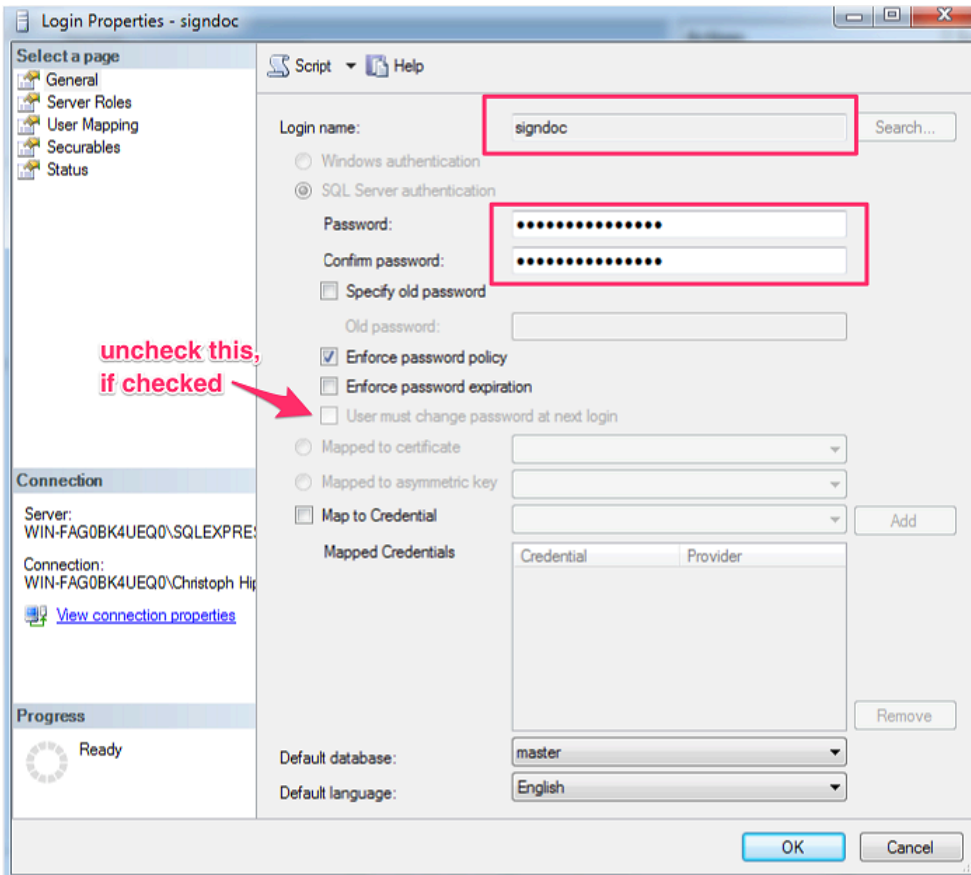 Login Properties - signdoc
Select a page
General
Server Roles
User Mapping
Securables
Status
Script
Help
Login name:
signdoc
Search...
Windows authentication
SQL Server authentication
Password:
Confirm password:
Specify old password
Old password:
uncheck this,
if checked
Enforce password policy
Enforce password expiration
User must change password at next login
Mapped to certificate
Mapped to asymmetric key
Map to Credential
Add
Mapped Credentials
Credential Provider
Remove
Default database:
master
Default language:
English
Connection
Server:
WIN-FAG0BK4UEQ0\SQLEXPRE
Connection:
WIN-FAG0BK4UEQ0\Christoph Hip
View connection properties
Progress
Ready
OK
Cancel